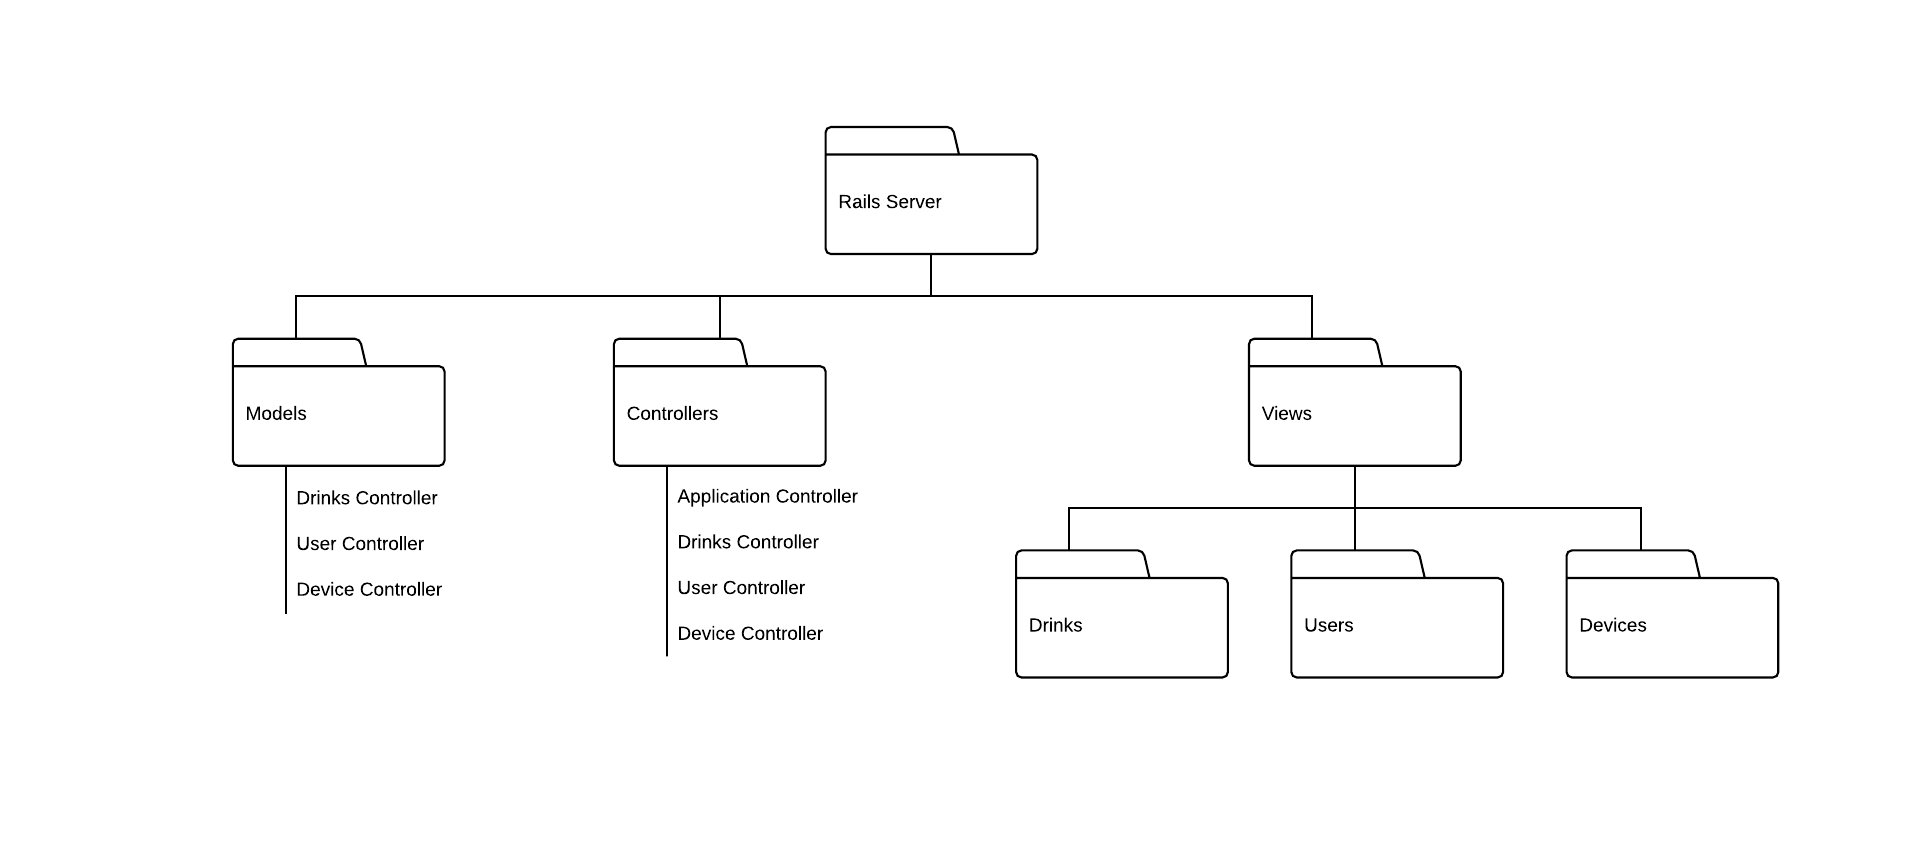 Rails Server
Models
Controllers
Views
Drinks Controller
User Controller
Device Controller
Application Controller
Drinks Controller
User Controller
Device Controller
Drinks
Users
Devices